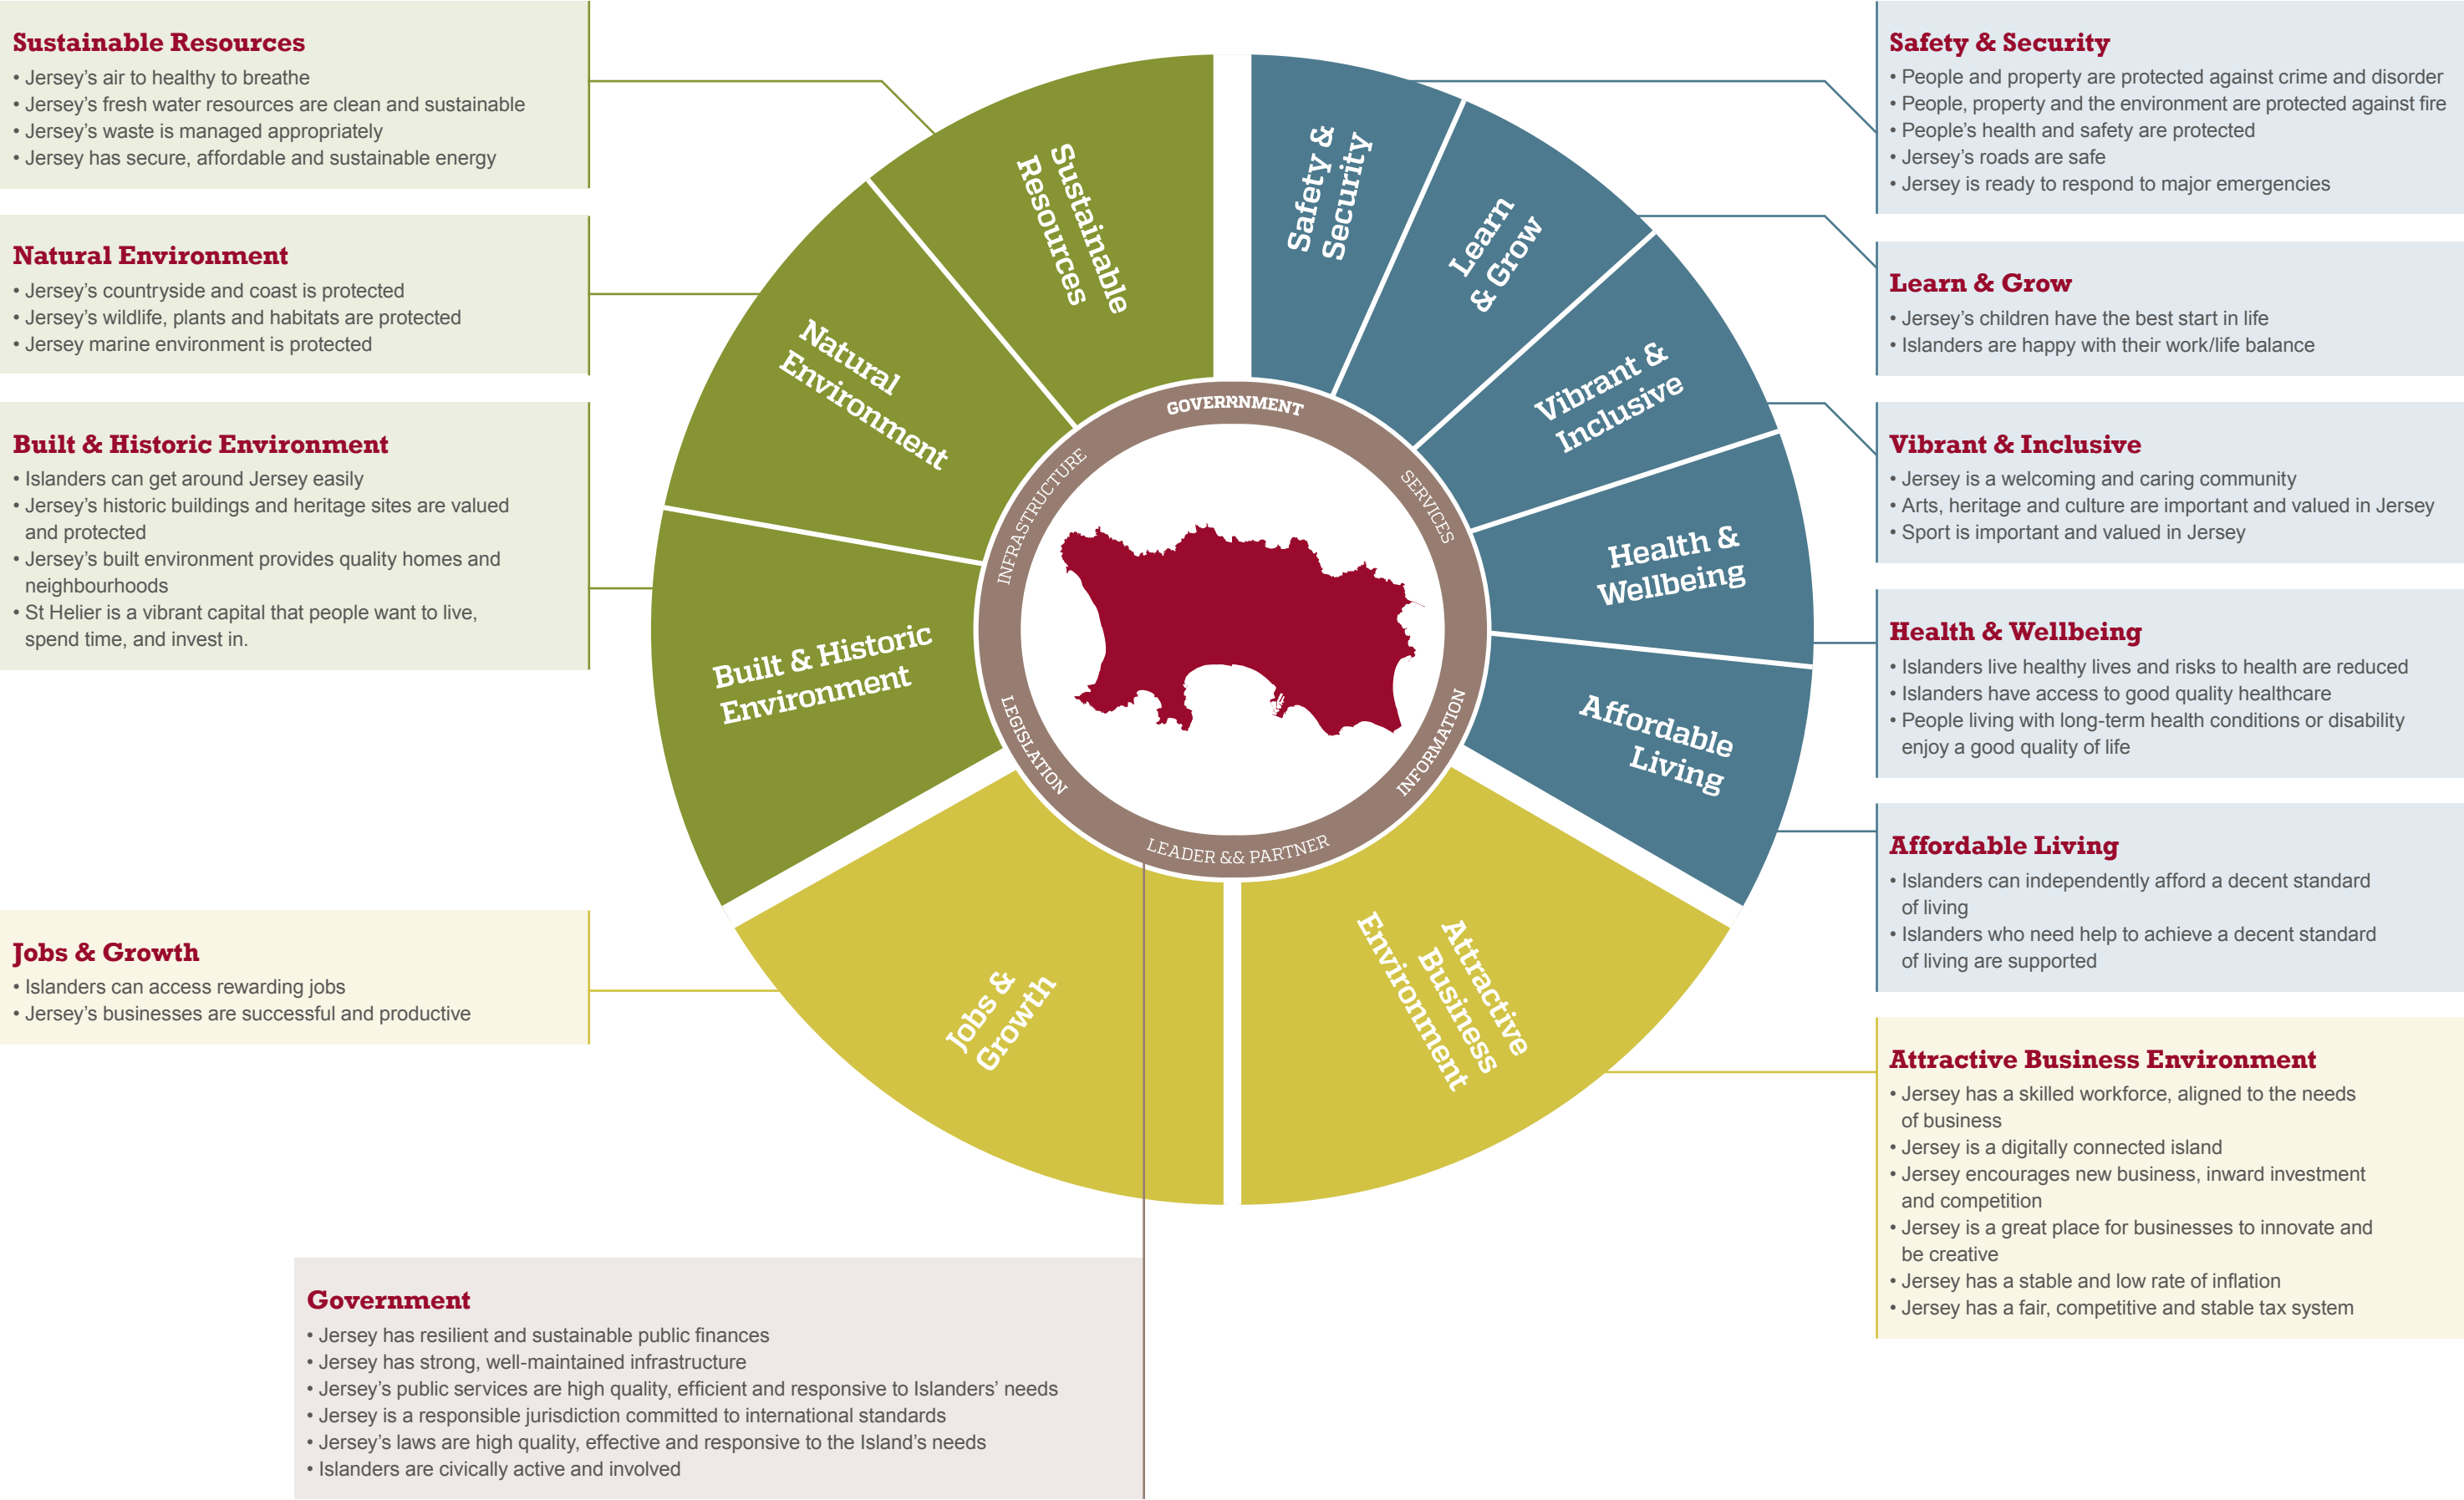 Sustainable Resources
• Jersey's air to healthy to breathe
• Jersey's fresh water resources are clean and sustainable
• Jersey's waste is managed appropriately
• Jersey has secure, affordable and sustainable energy
Natural Environment
• Jersey's countryside and coast is protected
• Jersey's wildlife, plants and habitats are protected
• Jersey marine environment is protected
Built & Historic Environment
• Islanders can get around Jersey easily
• Jersey's historic buildings and heritage sites are valued
and protected
• Jersey's built environment provides quality homes and
neighbourhoods
• St Helier is a vibrant capital that people want to live,
spend time, and invest in.
Jobs & Growth
• Islanders can access rewarding jobs
• Jersey's businesses are successful and productive
Sustainable
Resources
Natural
Environment
Built & Historic
Environment
Jobs &
Growth
Safety &
Security
Learn
& Grow
Vibrant &
Inclusive
Health &
Wellbeing
Affordable
Living
Attractive
Business
Environment
GOVERRNMENT
SERVICES
INFORMATION
LEADER && PARTNER
LEGISLATION
INFRASTRUCTURE
Safety & Security
• People and property are protected against crime and disorder
• People, property and the environment are protected against fire
• People's health and safety are protected
• Jersey's roads are safe
• Jersey is ready to respond to major emergencies
Learn & Grow
• Jersey's children have the best start in life
• Islanders are happy with their work/life balance
Vibrant & Inclusive
• Jersey is a welcoming and caring community
• Arts, heritage and culture are important and valued in Jersey
• Sport is important and valued in Jersey
Health & Wellbeing
• Islanders live healthy lives and risks to health are reduced
• Islanders have access to good quality healthcare
• People living with long-term health conditions or disability
enjoy a good quality of life
Affordable Living
• Islanders can independently afford a decent standard
of living
• Islanders who need help to achieve a decent standard
of living are supported
Attractive Business Environment
• Jersey has a skilled workforce, aligned to the needs
of business
• Jersey is a digitally connected island
• Jersey encourages new business, inward investment
and competition
• Jersey is a great place for businesses to innovate and
be creative
• Jersey has a stable and low rate of inflation
• Jersey has a fair, competitive and stable tax system
Government
• Jersey has resilient and sustainable public finances
• Jersey has strong, well-maintained infrastructure
• Jersey's public services are high quality, efficient and responsive to Islanders' needs
• Jersey is a responsible jurisdiction committed to international standards
• Jersey's laws are high quality, effective and responsive to the Island's needs
• Islanders are civically active and involved